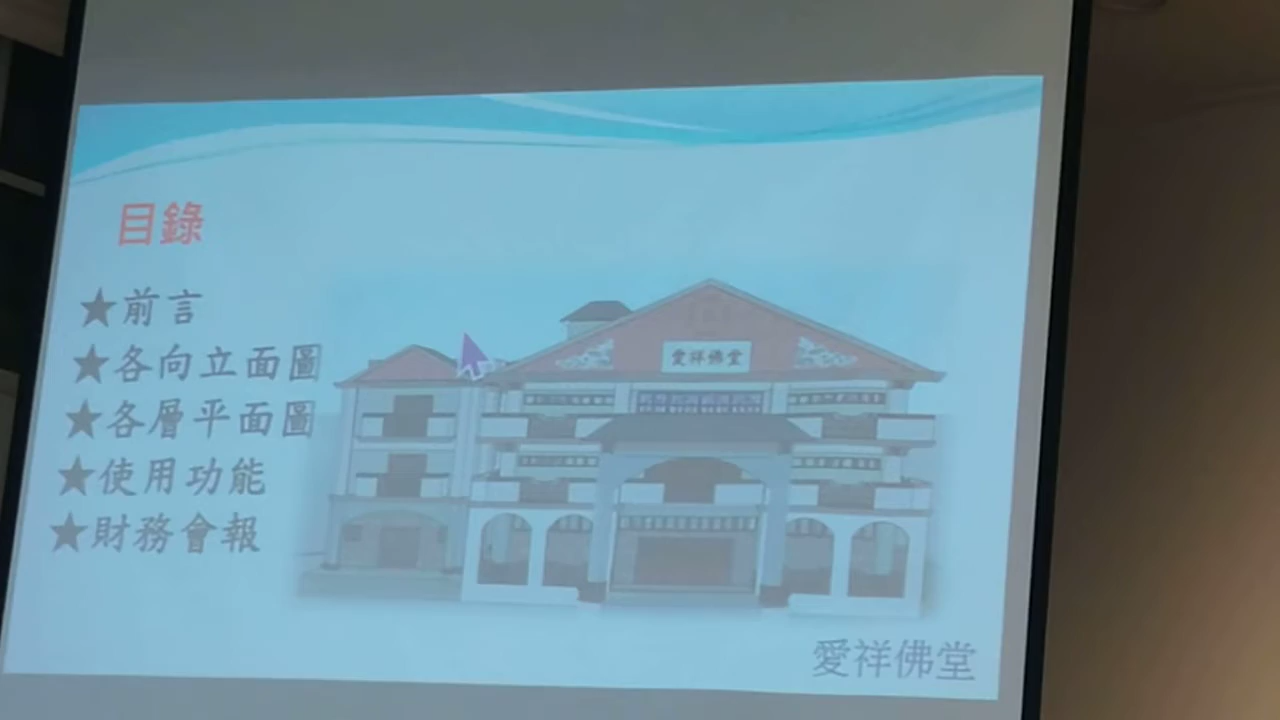 目錄
★前言
★各向立面圖
★各層平面圖
★使用功能
★財務會報
愛祥佛堂
愛祥佛堂